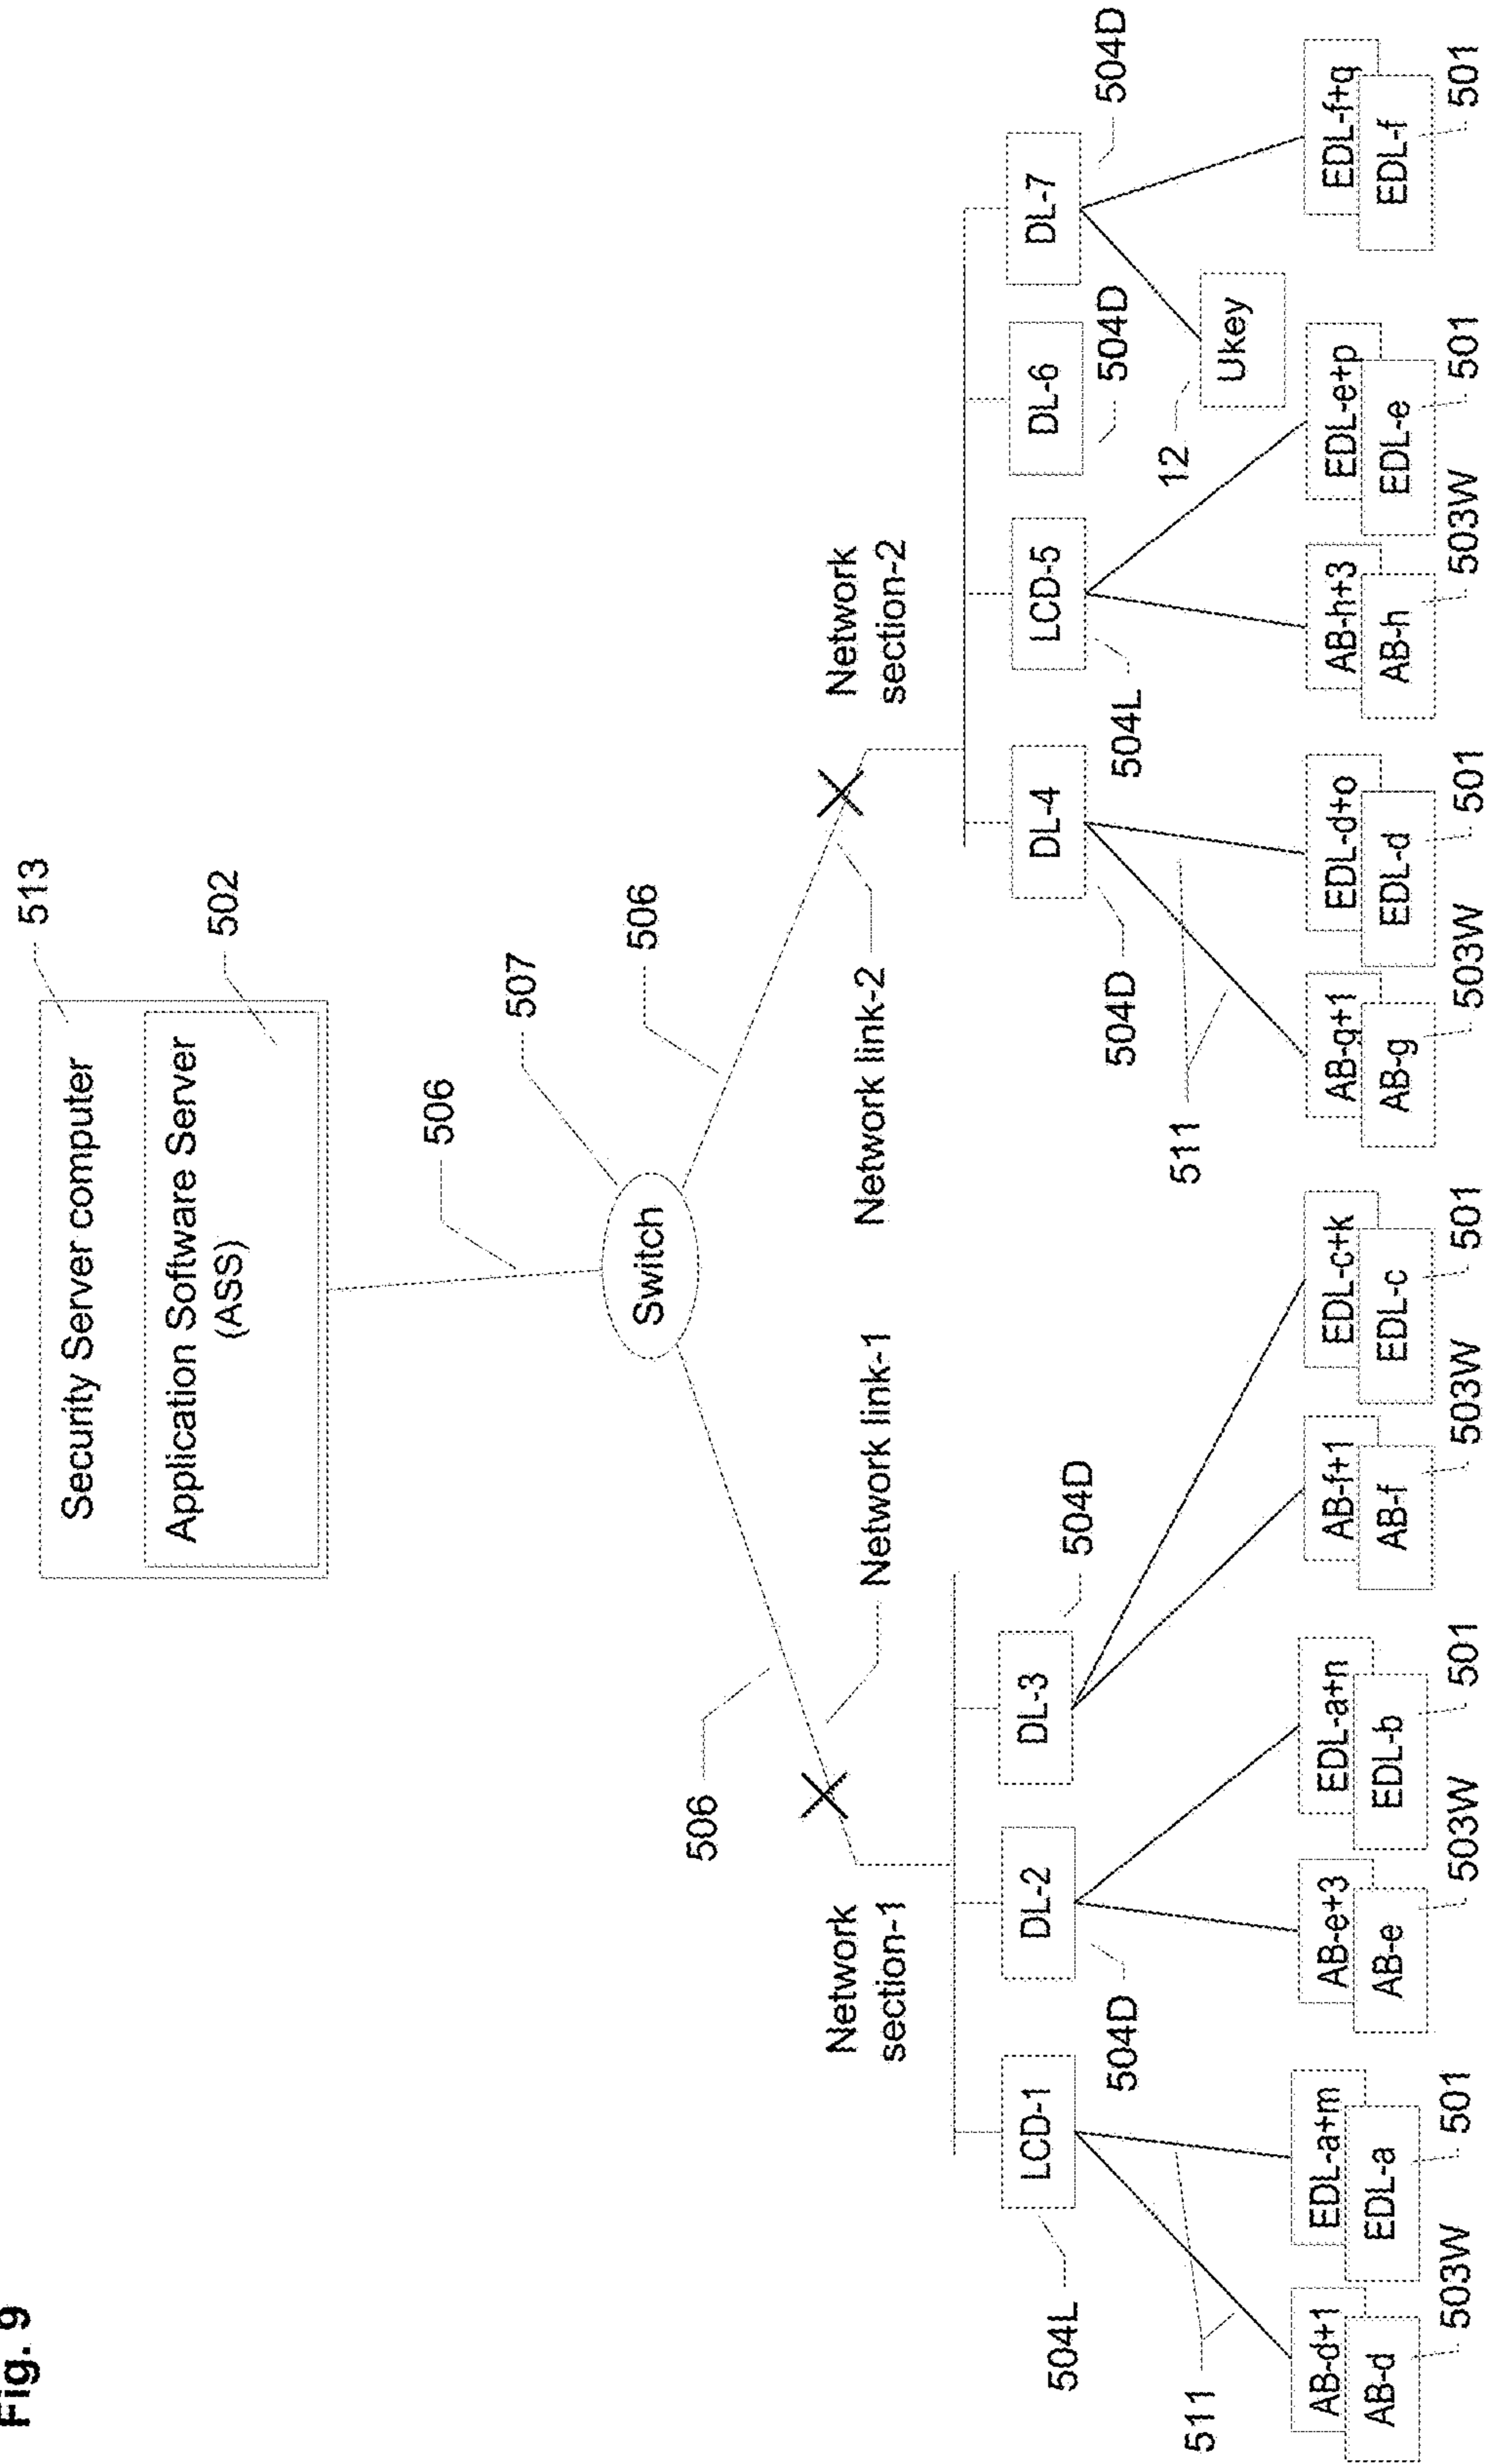 Fig. 9
Security Server computer
513
Application Software Server
(ASS)
502
506
507
Switch
506
506
Network link-1
Network link-2
Network
section-1
Network
section-2
LCD-1
DL-2
DL-3
DL-4
LCD-5
DL-6
DL-7
504L
504D
504D
504D
504L
504D
504D
511
511
12
Ukey
AB-d+1
EDL-a+m
AB-e+3
EDL-a+n
AB-f+1
EDL-c+k
AB-g+1
EDL-d+o
AB-h+3
EDL-e+p
EDL-f+q
AB-d
EDL-a
AB-e
EDL-b
AB-f
EDL-c
AB-g
EDL-d
AB-h
EDL-e
EDL-f
503W
501
503W
501
503W
501
503W
501
503W
501
501